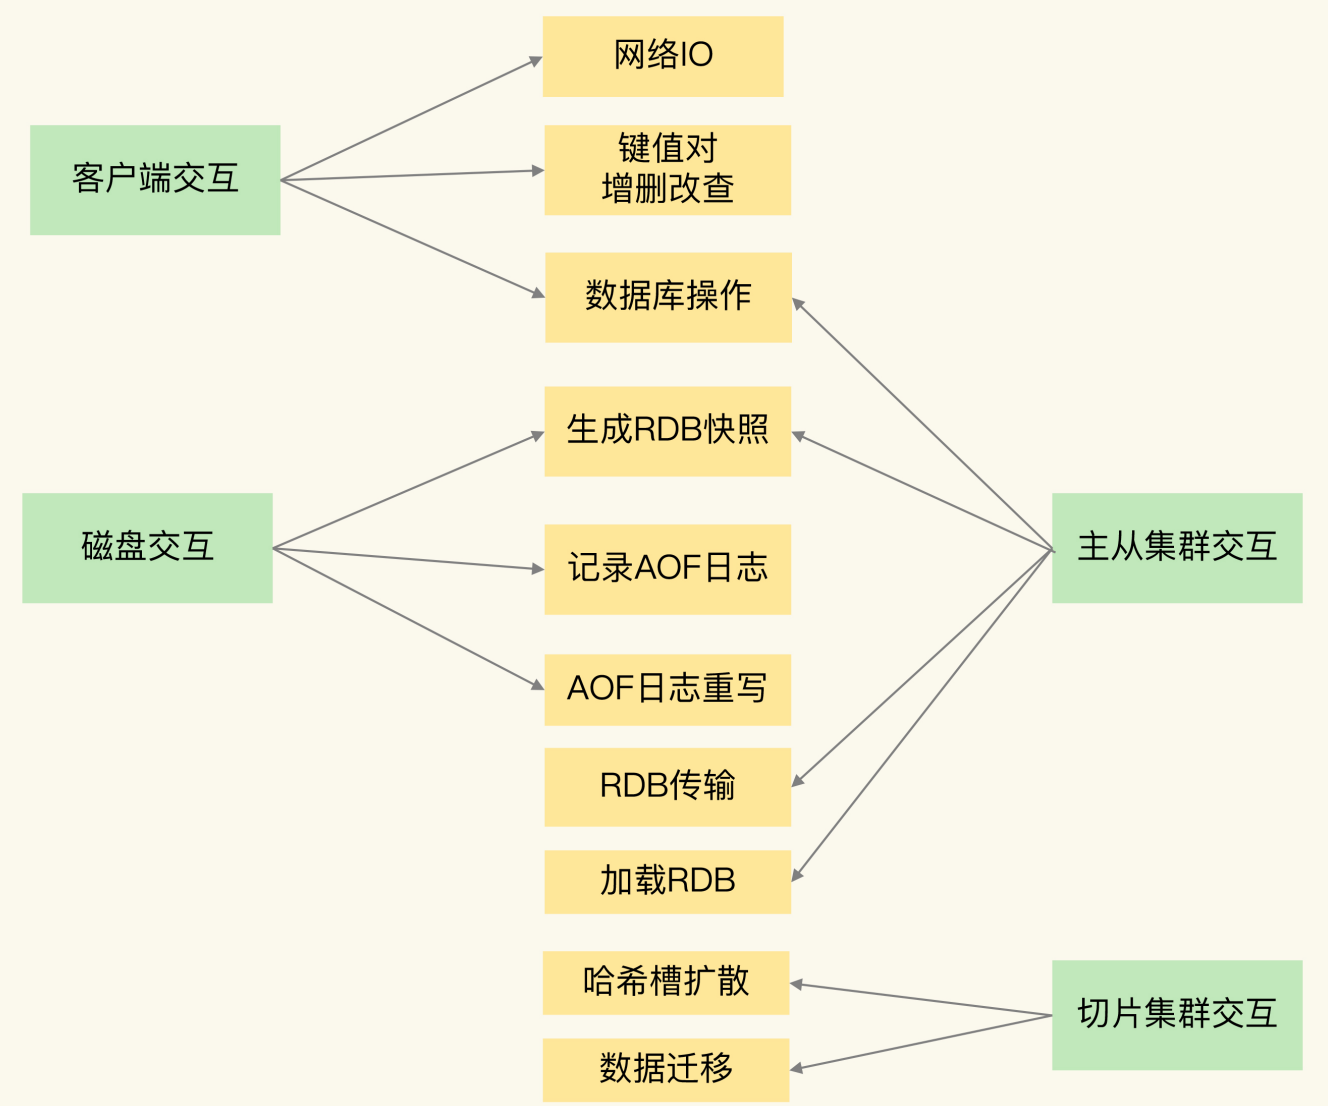 网络IO
客户端交互
键值对
增删改查
数据库操作
生成RDB快照
磁盘交互
记录AOF日志
主从集群交互
AOF日志重写
RDB传输
加载RDB
哈希槽扩散
切片集群交互
数据迁移